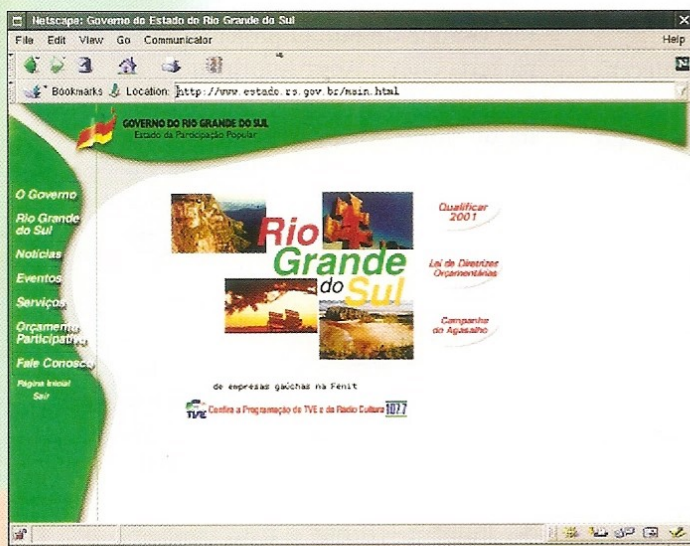 Netscape: Governo do Estado do Rio Grande do Sul
File Edit View Go Communicator Help
Bookmarks Location: http://www.estado.rs.gov.br/main.html
GOVERNO DO RIO GRANDE DO SUL
Estado da Participação Popular
O Governo
Rio Grande
do Sul
Notícias
Eventos
Serviços
Orçamento
Participativo
Fale Conosco
Página Inicial
Sair
Rio
Grande
do Sul
Qualificar
2001
Lei de Diretrizes
Orçamentárias
Campanha
do Agasalho
de empresas gaúchas na Fenit
TVE Confira a Programação da TVE e da Rádio Cultura 107.7